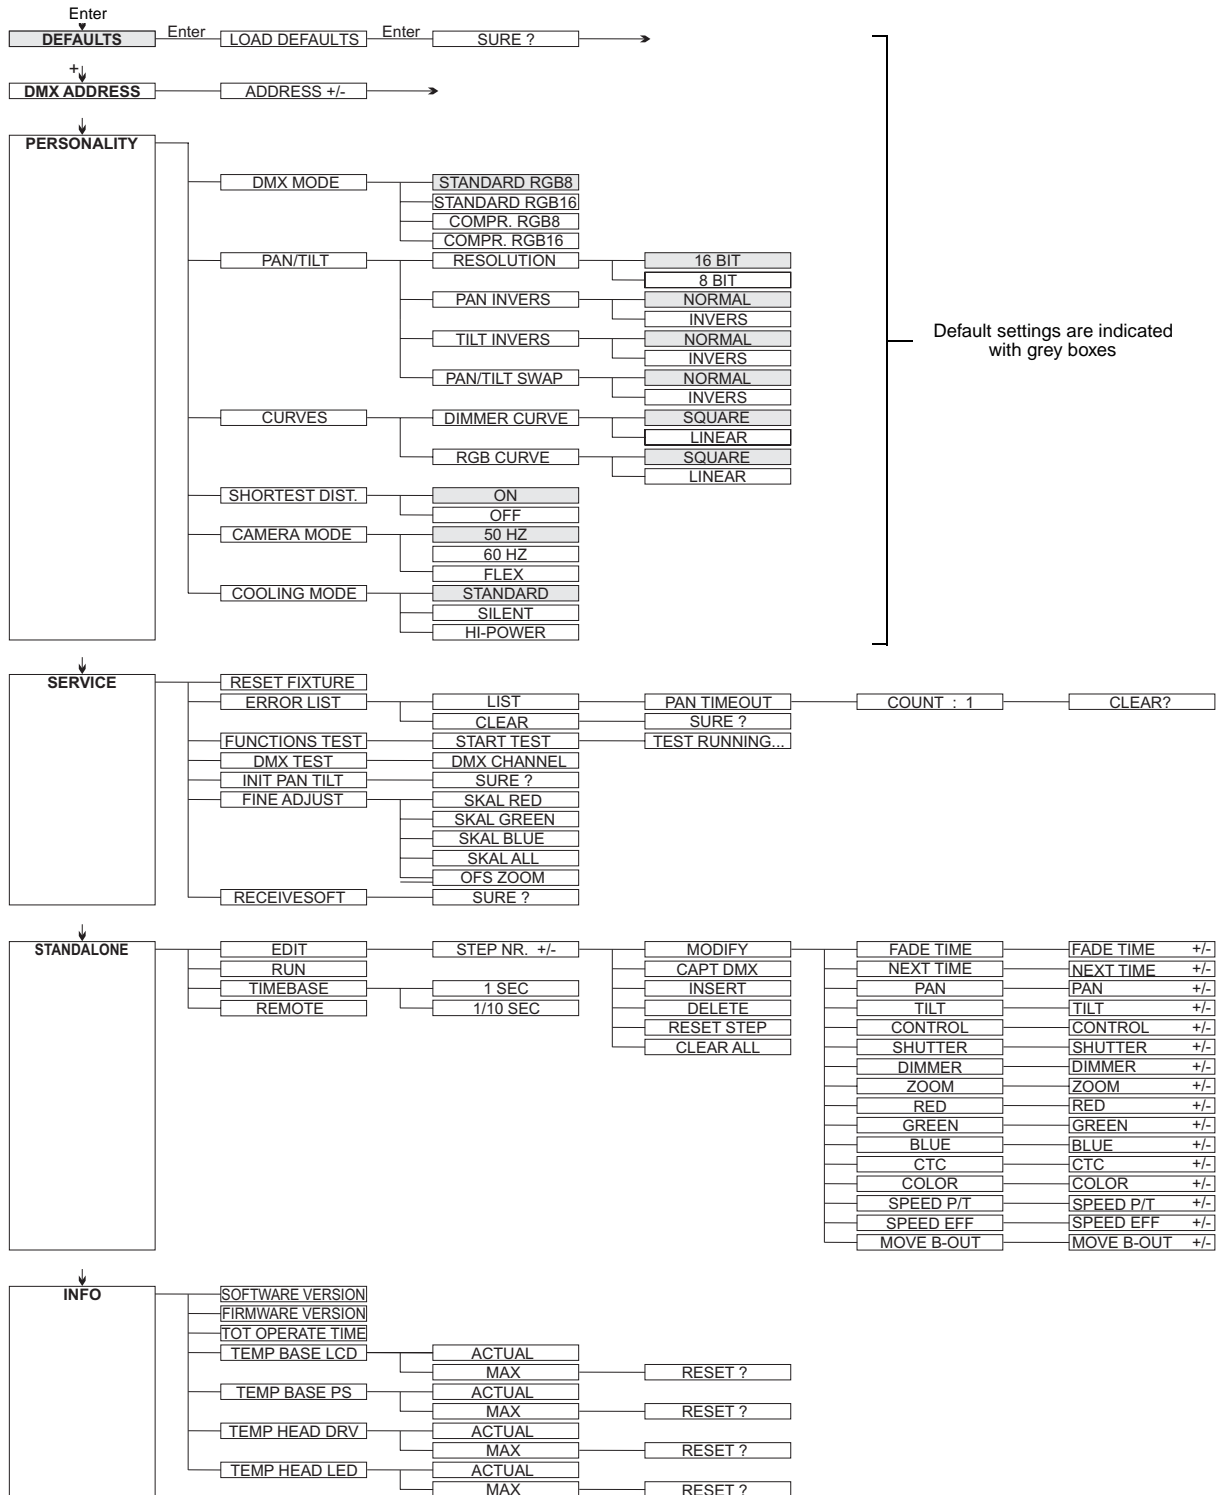 Enter
DEFAULTS Enter LOAD DEFAULTS Enter SURE ?
+
DMX ADDRESS ADDRESS +/-
PERSONALITY
DMX MODE STANDARD RGB8
STANDARD RGB16
COMPR. RGB8
COMPR. RGB16
PAN/TILT RESOLUTION 16 BIT
8 BIT
PAN INVERS NORMAL
INVERS
TILT INVERS NORMAL
INVERS
PAN/TILT SWAP NORMAL
INVERS
CURVES DIMMER CURVE SQUARE
LINEAR
RGB CURVE SQUARE
LINEAR
SHORTEST DIST. ON
OFF
CAMERA MODE 50 HZ
60 HZ
FLEX
COOLING MODE STANDARD
SILENT
HI-POWER
Default settings are indicated
with grey boxes
SERVICE RESET FIXTURE
ERROR LIST LIST PAN TIMEOUT COUNT : 1 CLEAR?
CLEAR SURE ?
FUNCTIONS TEST START TEST TEST RUNNING...
DMX TEST DMX CHANNEL
INIT PAN TILT SURE ?
FINE ADJUST SKAL RED
SKAL GREEN
SKAL BLUE
SKAL ALL
OFS ZOOM
RECEIVESOFT SURE ?
STANDALONE EDIT STEP NR. +/- MODIFY FADE TIME FADE TIME +/-
RUN CAPT DMX NEXT TIME NEXT TIME +/-
TIMEBASE 1 SEC INSERT PAN PAN +/-
REMOTE 1/10 SEC DELETE TILT TILT +/-
RESET STEP CONTROL CONTROL +/-
CLEAR ALL SHUTTER SHUTTER +/-
DIMMER DIMMER +/-
ZOOM ZOOM +/-
RED RED +/-
GREEN GREEN +/-
BLUE BLUE +/-
CTC CTC +/-
COLOR COLOR +/-
SPEED P/T SPEED P/T +/-
SPEED EFF SPEED EFF +/-
MOVE B-OUT MOVE B-OUT +/-
INFO SOFTWARE VERSION
FIRMWARE VERSION
TOT OPERATE TIME
TEMP BASE LCD ACTUAL
MAX RESET ?
TEMP BASE PS ACTUAL
MAX RESET ?
TEMP HEAD DRV ACTUAL
MAX RESET ?
TEMP HEAD LED ACTUAL
MAX RESET ?